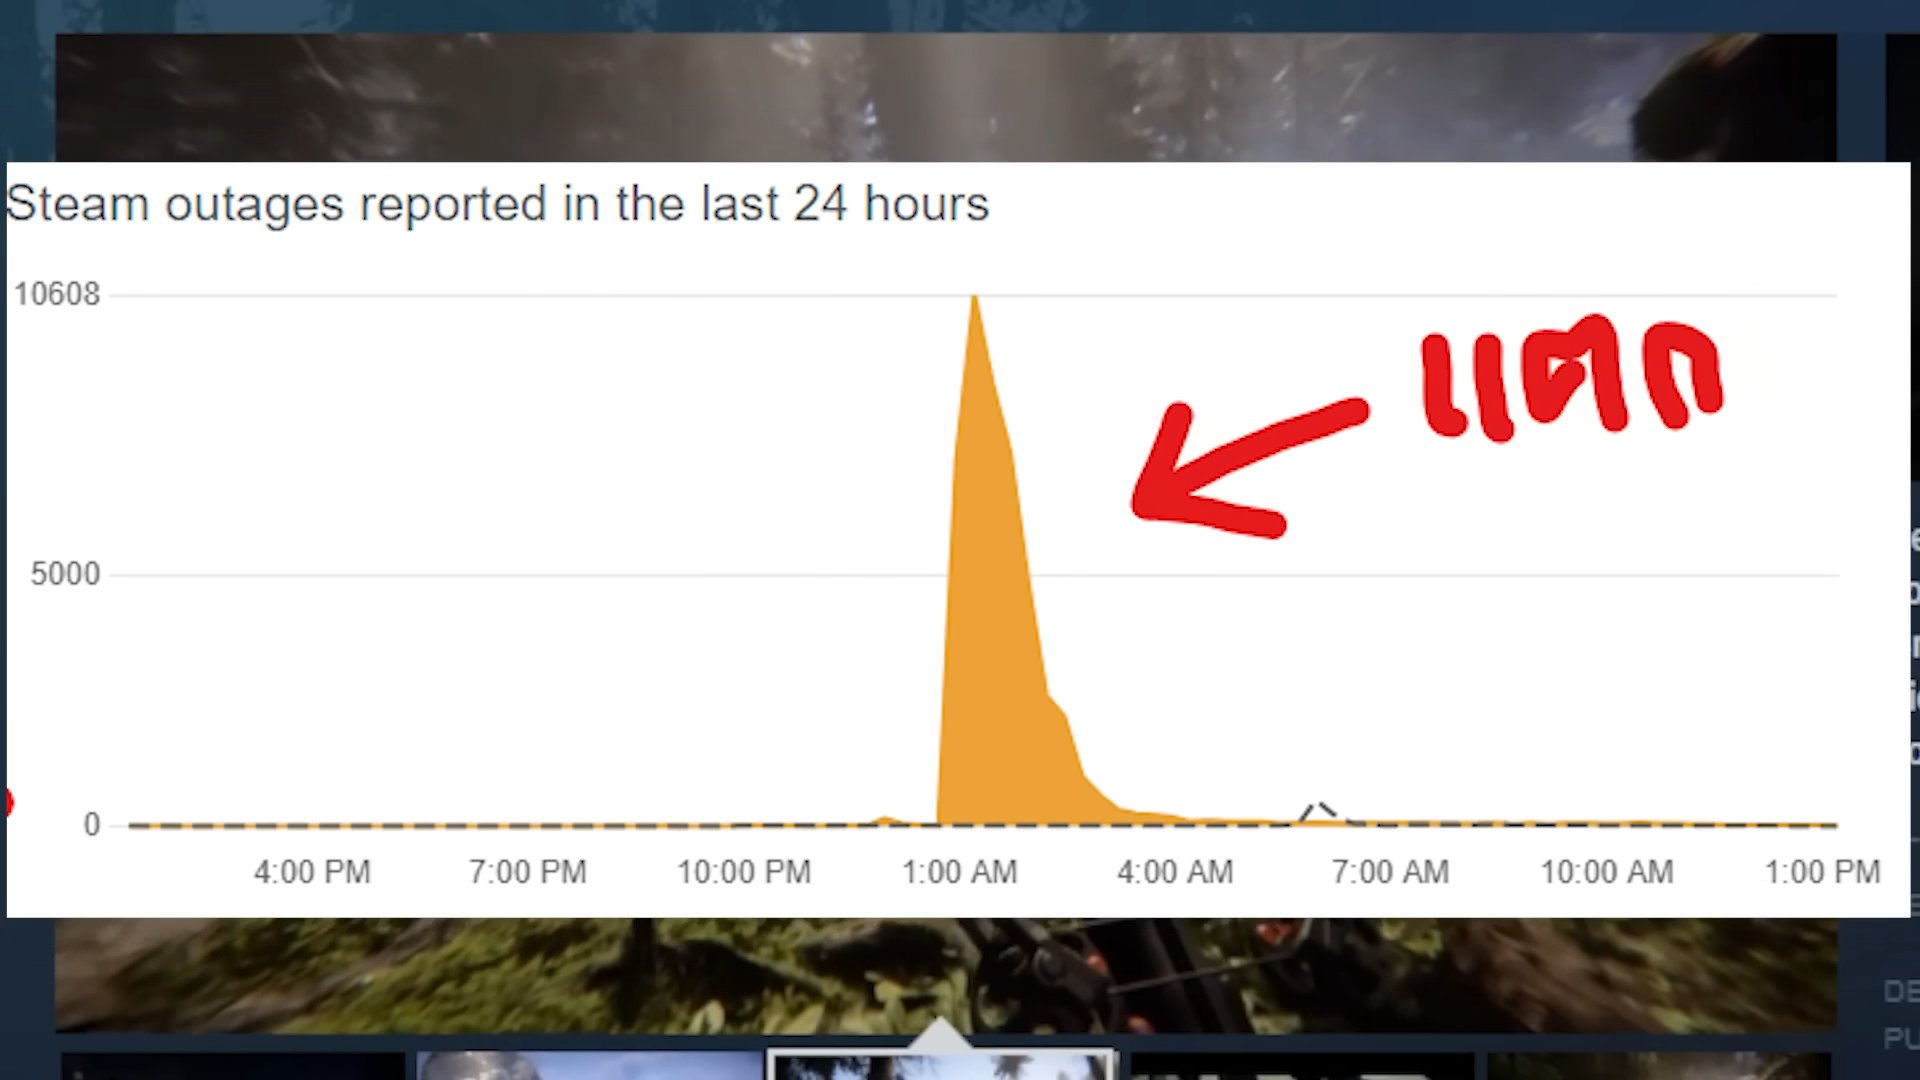 Steam outages reported in the last 24 hours
10608
แตก
5000
0
4:00 PM 7:00 PM 10:00 PM 1:00 AM 4:00 AM 7:00 AM 10:00 AM 1:00 PM
DE
PU